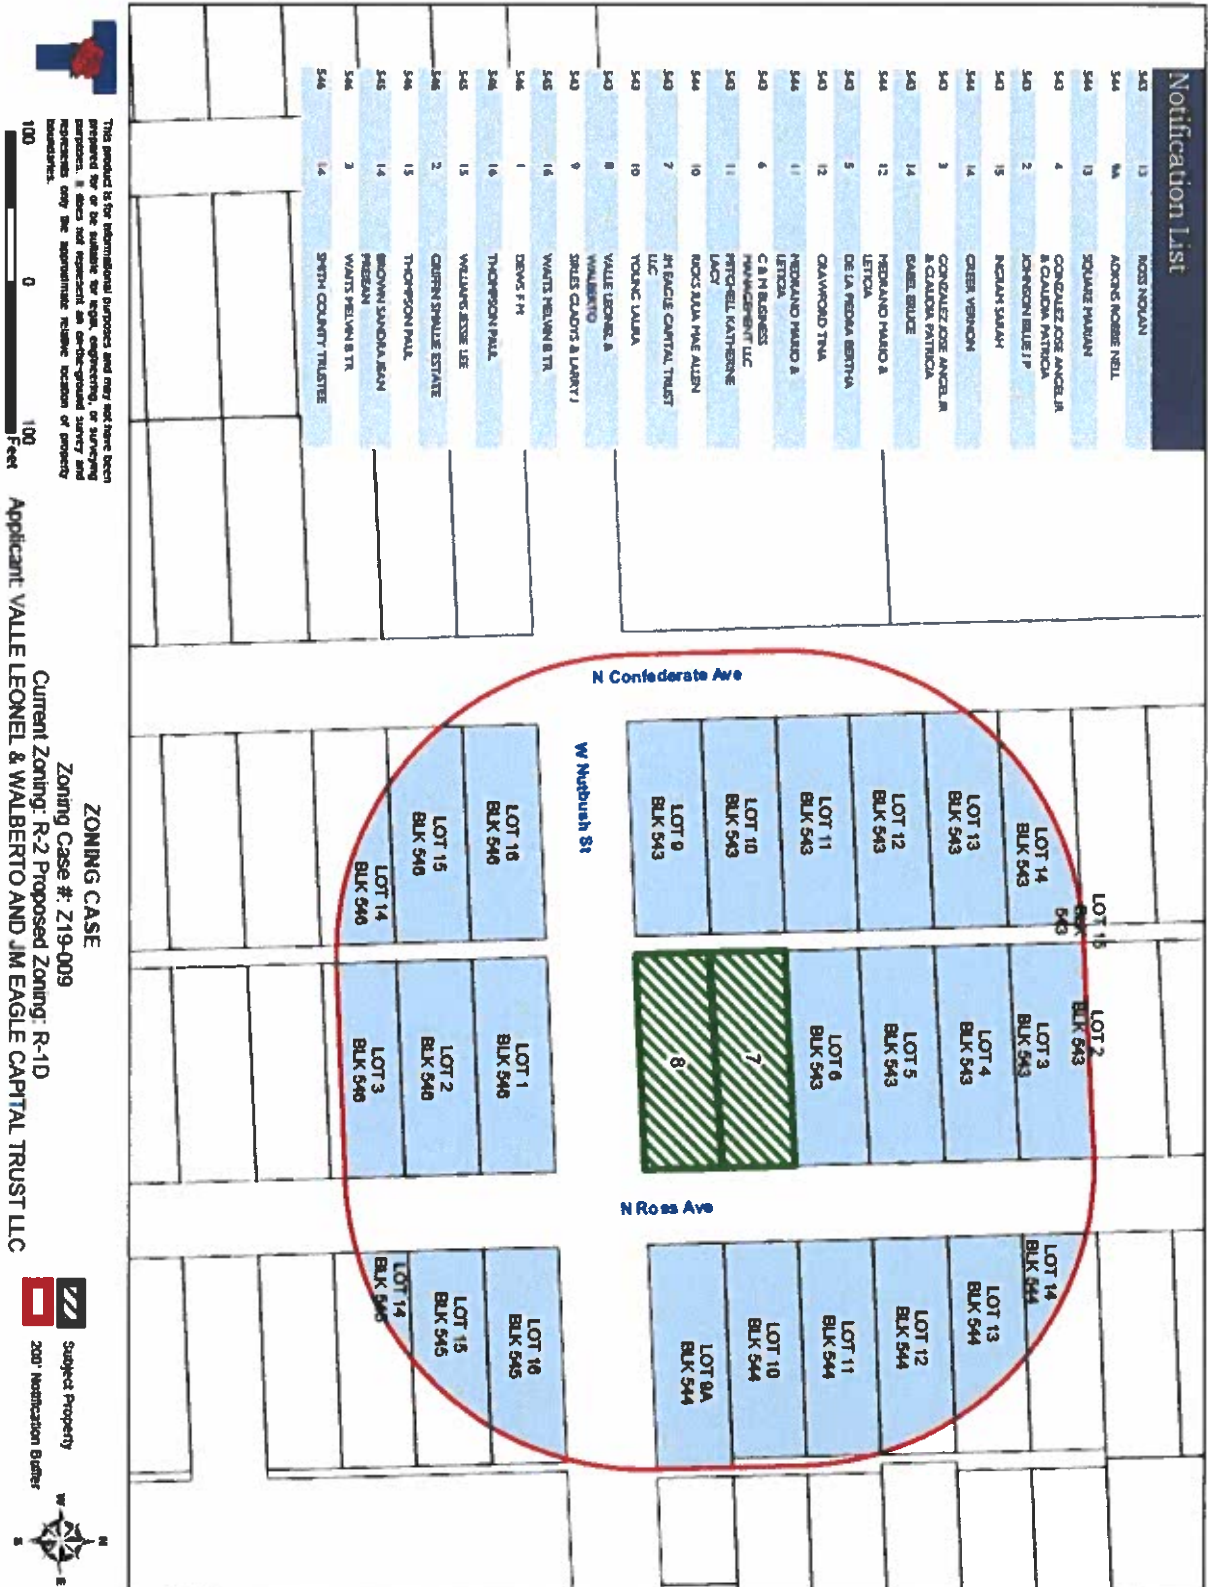 Notification List
543 13 ROSS NOLAN
544 9A ADKINS ROBBIE NELL
544 13 SQUARE MARIAN
543 4 GONZALEZ JOSE ANGEL JR
& CLAUDIA PATRICIA
543 2 JOHNSON BLUE J P
543 15 INGRAM SARAH
544 14 GREER VERNON
543 3 GONZALEZ JOSE ANGEL JR
& CLAUDIA PATRICIA
543 14 ISABEL BRUCE
544 12 MEDRANO MARIO &
LETICIA
543 5 DE LA PIEDRA BERTHA
543 12 CRAWFORD TINA
544 11 MEDRANO MARIO &
LETICIA
543 6 C & M BUSINESS
MANAGEMENT LLC
543 11 MITCHELL KATHERINE
LACY
544 10 RICKS JULIA MAE ALLEN
543 7 JM EAGLE CAPITAL TRUST
LLC
543 10 YOUNG LAURA
543 8 VALLE LEONEL &
WALBERTO
543 9 SIRLES GLADYS & LARRY J
545 16 WATTS MELVIN B TR
546 1 DEWS F M
546 16 THOMPSON PAUL
545 15 WILLIAMS JESSIE LEE
546 2 GRIFFIN ESTATE
546 15 THOMPSON PAUL
545 14 BROWN SANDRA JEAN
546 3 WATTS MELVIN B TR
546 14 SMITH COUNTY TRUSTEE
N Confederate Ave
W Nutbush St
N Ross Ave
LOT 14
BLK 543
LOT 15
BLK
543
LOT 13
BLK 543
LOT 12
BLK 543
LOT 11
BLK 543
LOT 10
BLK 543
LOT 9
BLK 543
LOT 2
BLK 543
LOT 3
BLK 543
LOT 4
BLK 543
LOT 5
BLK 543
LOT 6
BLK 543
7
8
LOT 14
BLK 544
LOT 13
BLK 544
LOT 12
BLK 544
LOT 11
BLK 544
LOT 10
BLK 544
LOT 9A
BLK 544
LOT 16
BLK 546
LOT 15
BLK 546
LOT 14
BLK 546
LOT 1
BLK 546
LOT 2
BLK 546
LOT 3
BLK 546
LOT 16
BLK 545
LOT 15
BLK 545
LOT 14
BLK 545
This product is for informational purposes and may not have been
prepared for or be suitable for legal, engineering, or surveying
purposes. It does not represent an on-the-ground survey and
represents only the approximate relative location of property
boundaries.
100 0 100
Feet
ZONING CASE
Zoning Case #: Z19-009
Current Zoning: R-2 Proposed Zoning: R-1D
Applicant: VALLE LEONEL & WALBERTO AND JM EAGLE CAPITAL TRUST LLC
Subject Property
200' Notification Buffer
N
W E
S